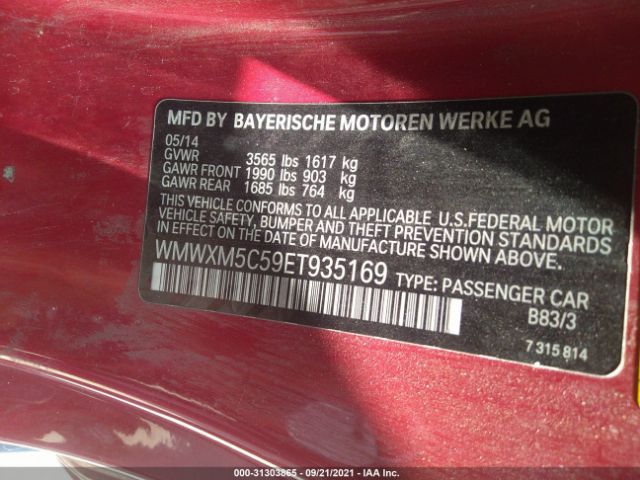 MFD BY BAYERISCHE MOTOREN WERKE AG
05/14
GVWR 3565 lbs 1617 kg
GAWR FRONT 1990 lbs 903 kg
GAWR REAR 1685 lbs 764 kg
THIS VEHICLE CONFORMS TO ALL APPLICABLE U.S.FEDERAL MOTOR
VEHICLE SAFETY, BUMPER AND THEFT PREVENTION STANDARDS IN
EFFECT ON THE DATE OF MANUFACTURE SHOWN ABOVE.
WMWXM5C59ET935169 TYPE: PASSENGER CAR
B83/3
7 315 814
000-31303865 - 09/21/2021 - IAA Inc.